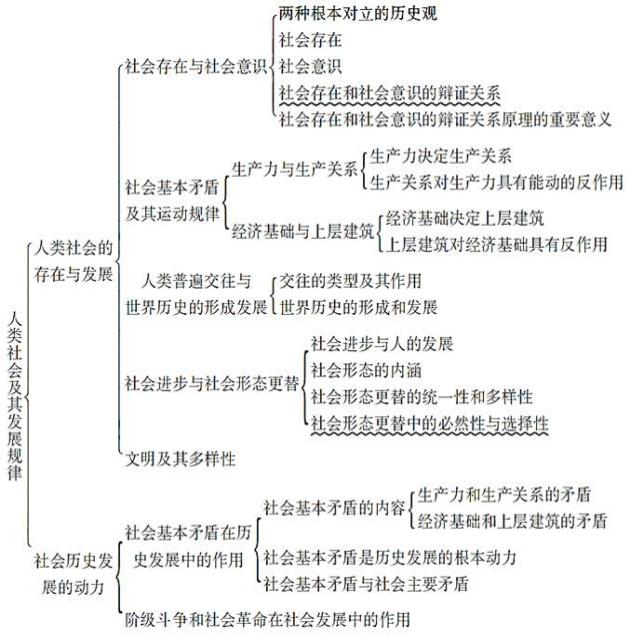 人类社会及其发展规律
人类社会的
存在与发展
社会存在与社会意识
两种根本对立的历史观
社会存在
社会意识
社会存在和社会意识的辩证关系
社会存在和社会意识的辩证关系原理的重要意义
社会基本矛盾
及其运动规律
生产力与生产关系
生产力决定生产关系
生产关系对生产力具有能动的反作用
经济基础与上层建筑
经济基础决定上层建筑
上层建筑对经济基础具有反作用
人类普遍交往与
世界历史的形成发展
交往的类型及其作用
世界历史的形成和发展
社会进步与社会形态更替
社会进步与人的发展
社会形态的内涵
社会形态更替的统一性和多样性
社会形态更替中的必然性与选择性
文明及其多样性
社会历史发
展的动力
社会基本矛盾在历
史发展中的作用
社会基本矛盾的内容
生产力和生产关系的矛盾
经济基础和上层建筑的矛盾
社会基本矛盾是历史发展的根本动力
社会基本矛盾与社会主要矛盾
阶级斗争和社会革命在社会发展中的作用